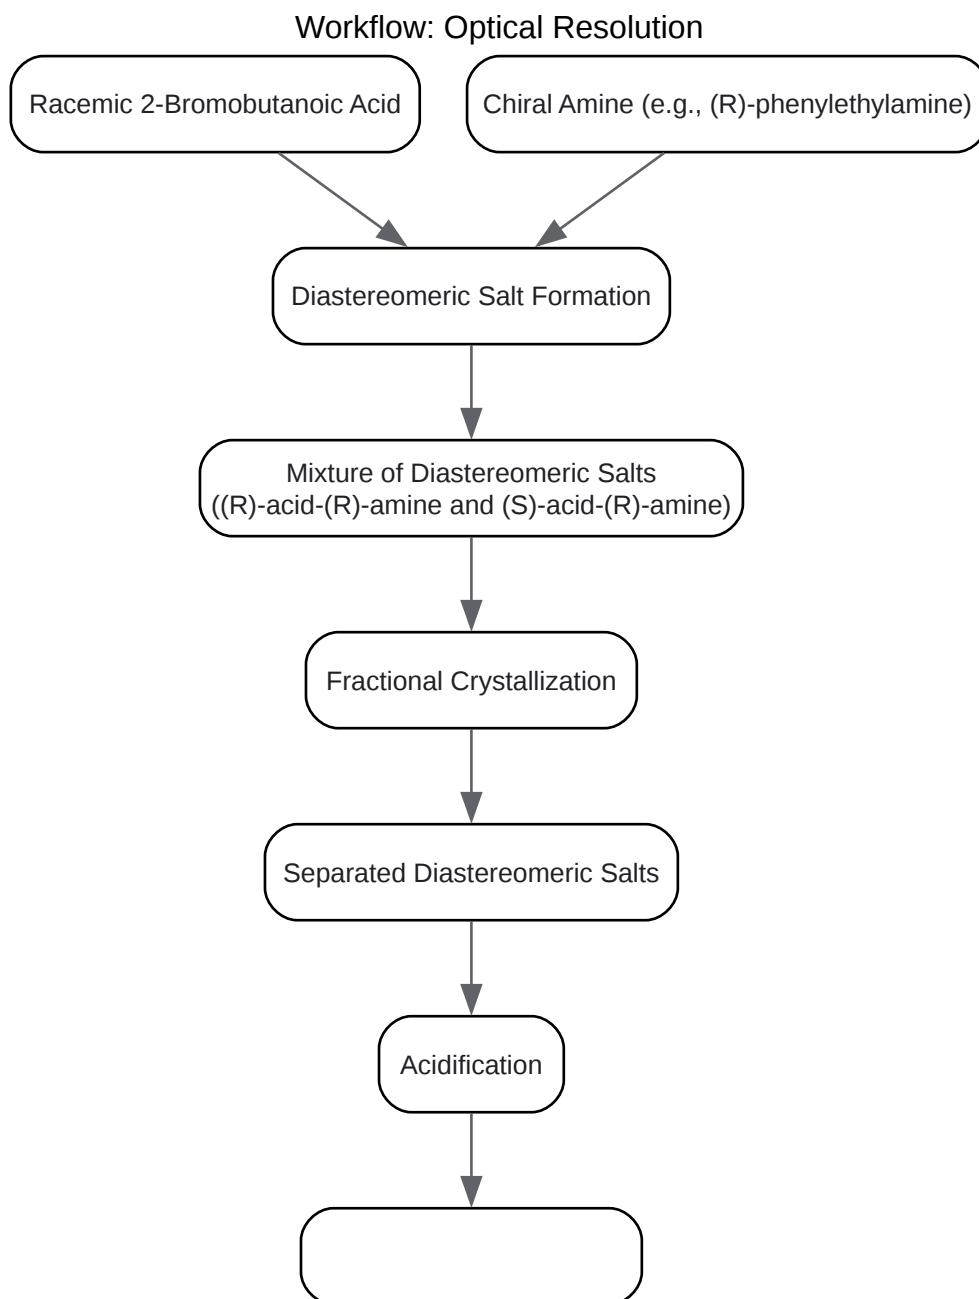 Workflow: Optical Resolution
Racemic 2-Bromobutanoic Acid
Chiral Amine (e.g., (R)-phenylethylamine)
Diastereomeric Salt Formation
Mixture of Diastereomeric Salts
((R)-acid-(R)-amine and (S)-acid-(R)-amine)
Fractional Crystallization
Separated Diastereomeric Salts
Acidification